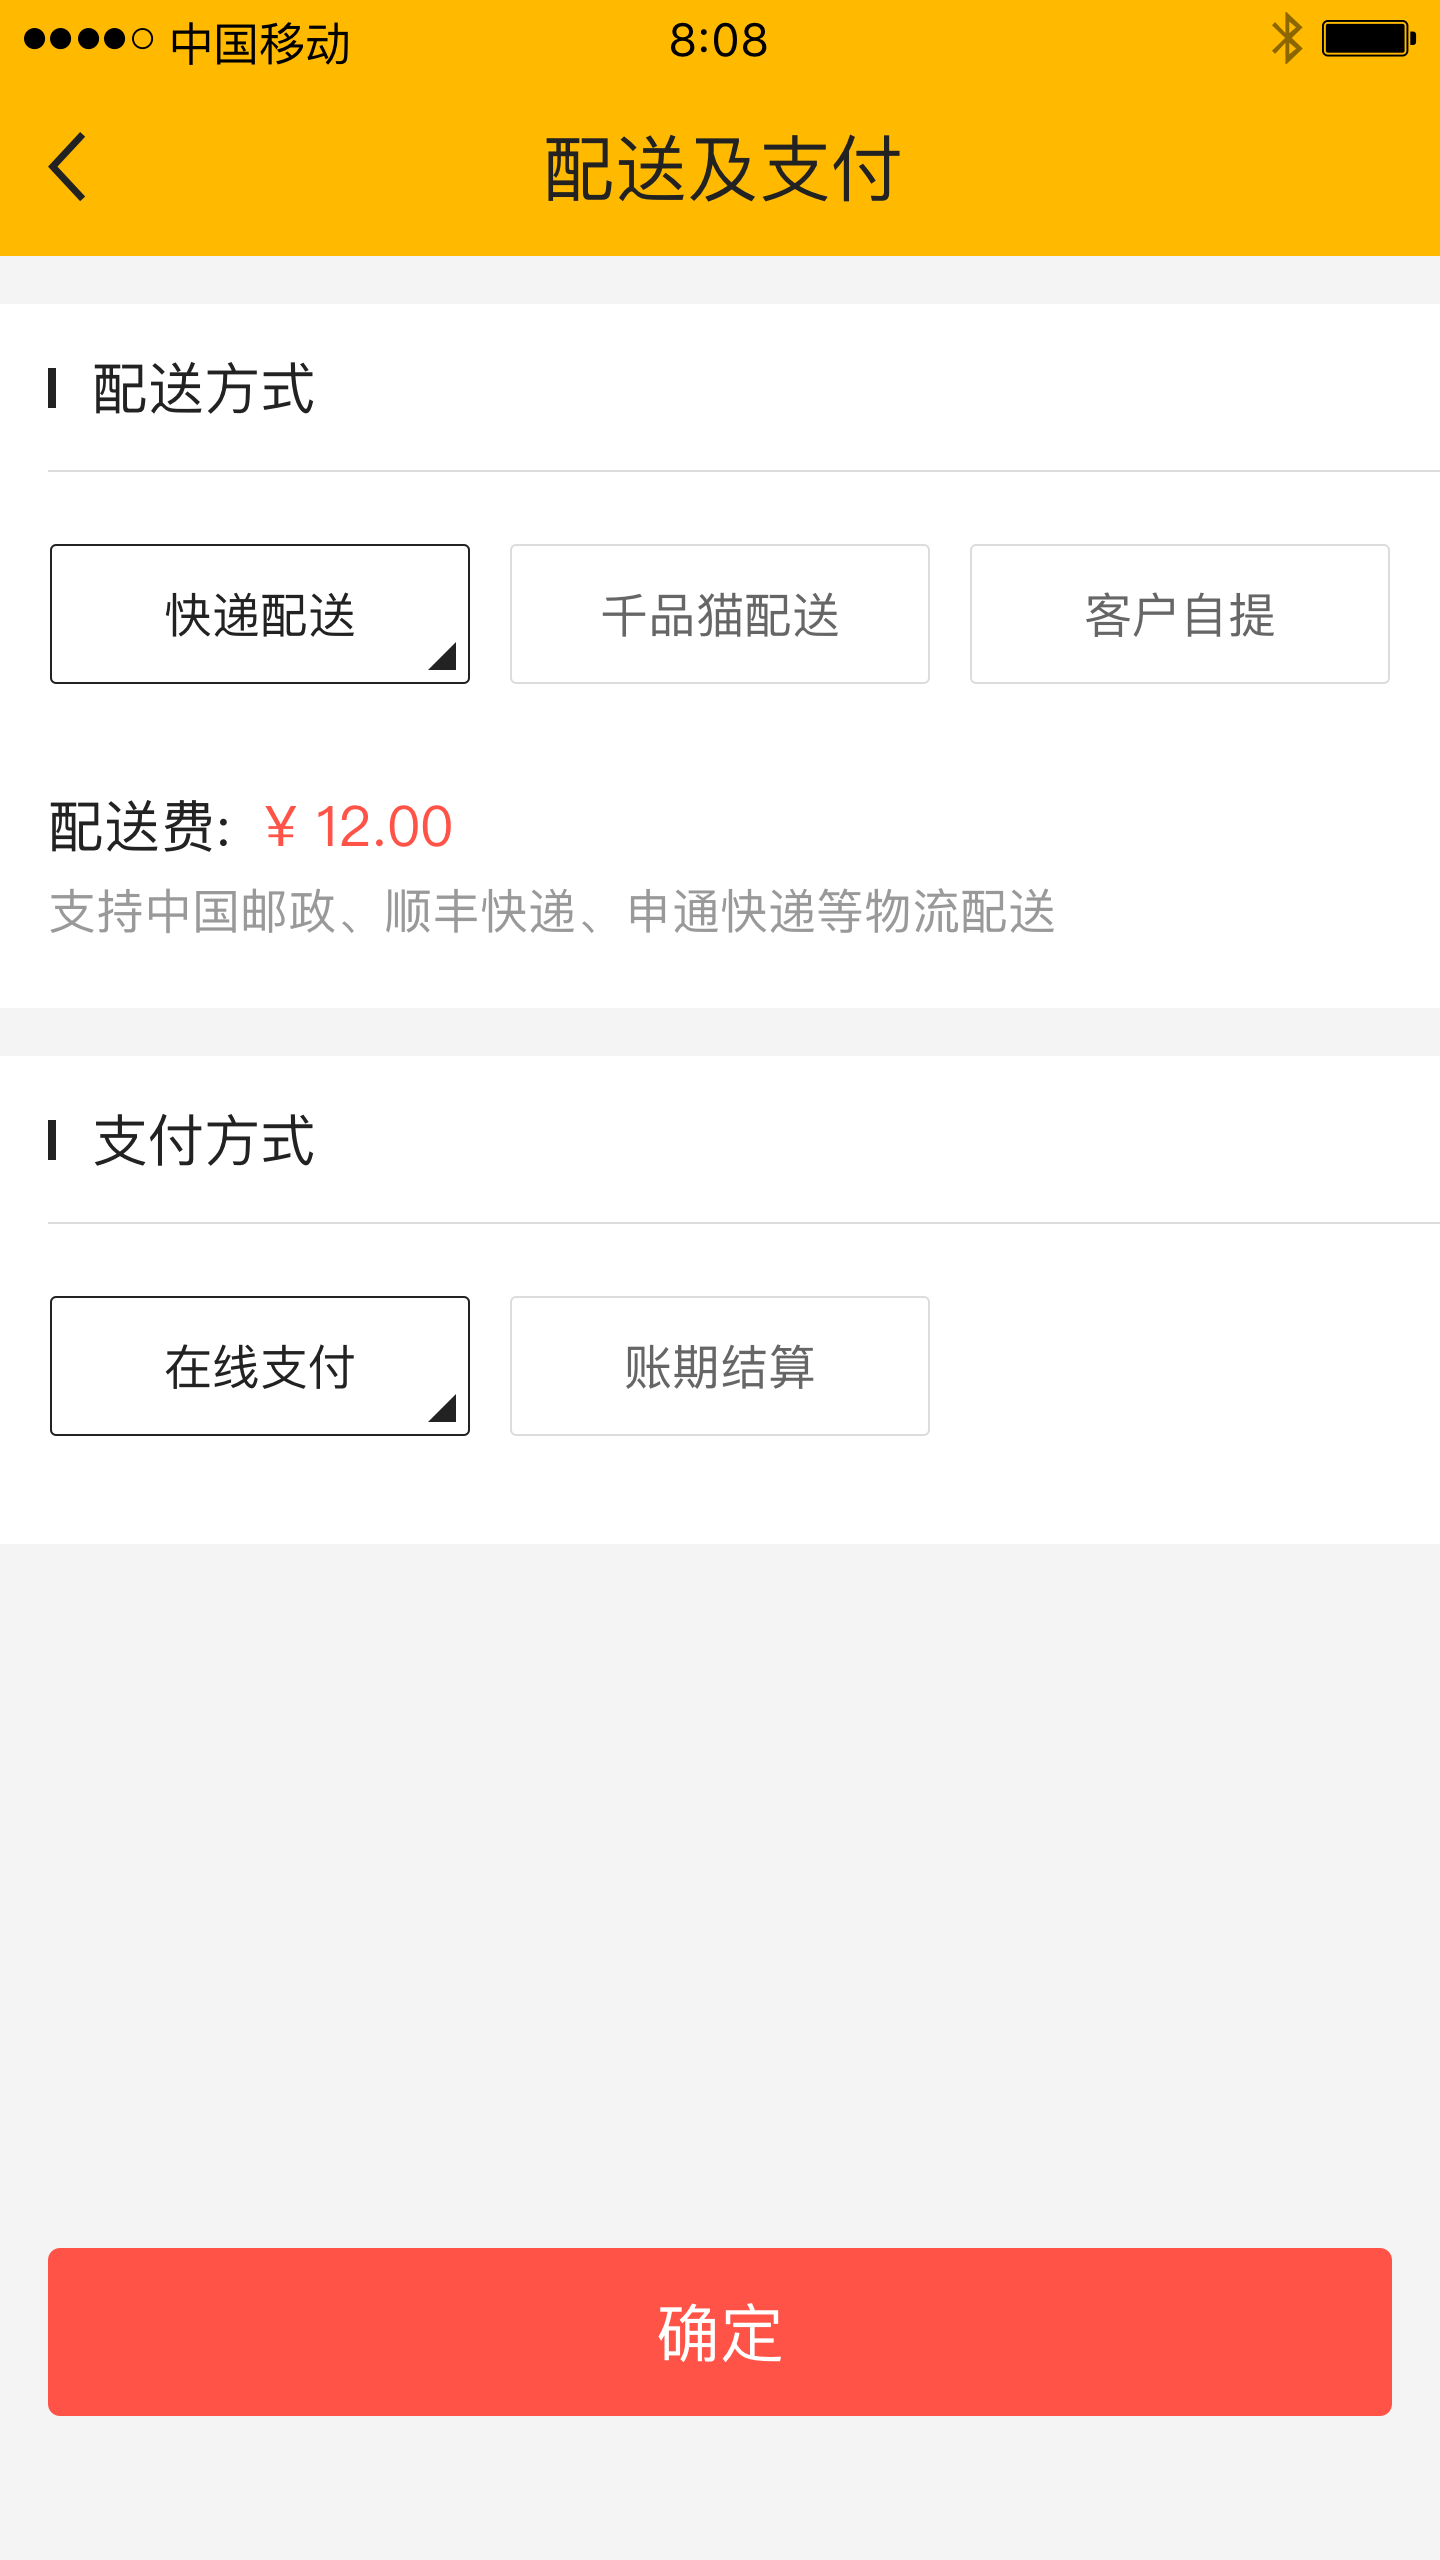 中国移动 8:08
配送及支付
配送方式
快递配送 千品猫配送 客户自提
配送费: ¥ 12.00
支持中国邮政、顺丰快递、申通快递等物流配送
支付方式
在线支付 账期结算
确定